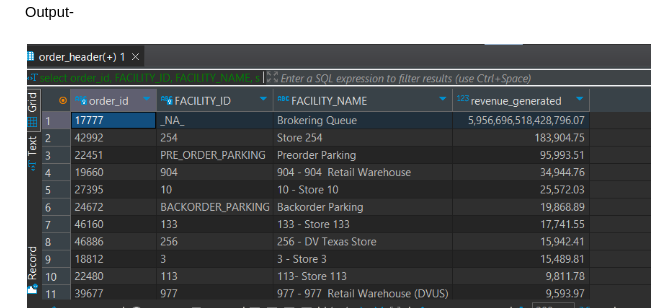 Output-
order_header(+) 1
select order_id, FACILITY_ID, FACILITY_NAME, s
Enter a SQL expression to filter results (use Ctrl+Space)
Grid
Text
Record
order_id FACILITY_ID FACILITY_NAME revenue_generated
1 17777 _NA_ Brokering Queue 5,956,696,518,428,796.07
2 42992 254 Store 254 183,904.75
3 22451 PRE_ORDER_PARKING Preorder Parking 95,993.51
4 19660 904 904 - 904 Retail Warehouse 34,944.76
5 27395 10 10 - Store 10 25,572.03
6 24672 BACKORDER_PARKING Backorder Parking 19,868.89
7 46160 133 133 - Store 133 17,741.55
8 46886 256 256 - DV Texas Store 15,942.41
9 18812 3 3 - Store 3 15,489.81
10 22480 113 113- Store 113 9,811.78
11 39677 977 977 - 977 Retail Warehouse (DVUS) 9,593.97